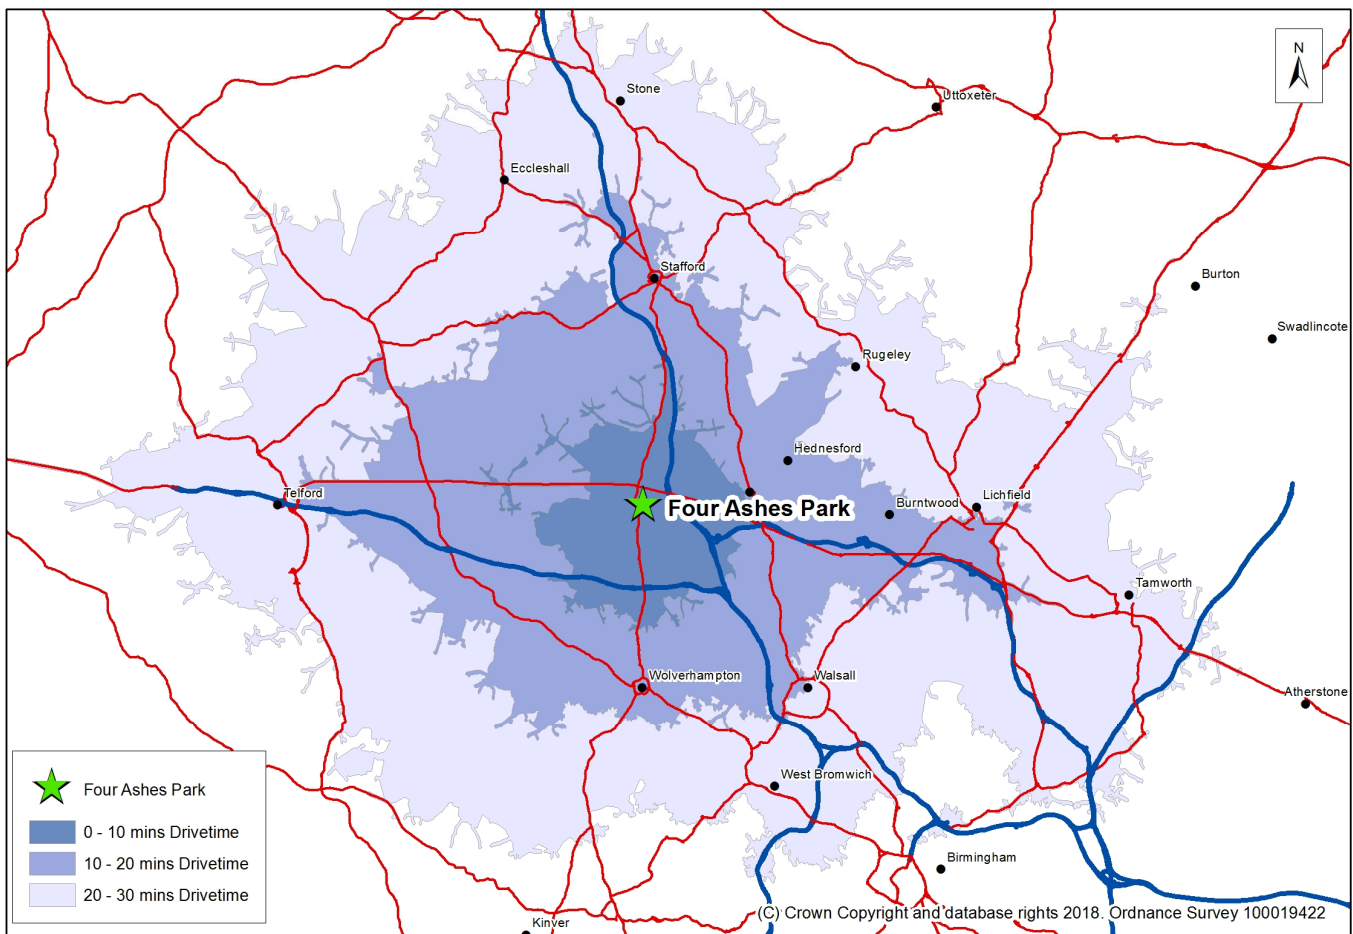 N
Stone
Uttoxeter
Eccleshall
Stafford
Burton
Swadlincote
Rugeley
Hednesford
Telford
Four Ashes Park
Burntwood
Lichfield
Tamworth
Wolverhampton
Walsall
Atherstone
West Bromwich
Birmingham
Kinver
Four Ashes Park
0 - 10 mins Drivetime
10 - 20 mins Drivetime
20 - 30 mins Drivetime
(C) Crown Copyright and database rights 2018. Ordnance Survey 100019422